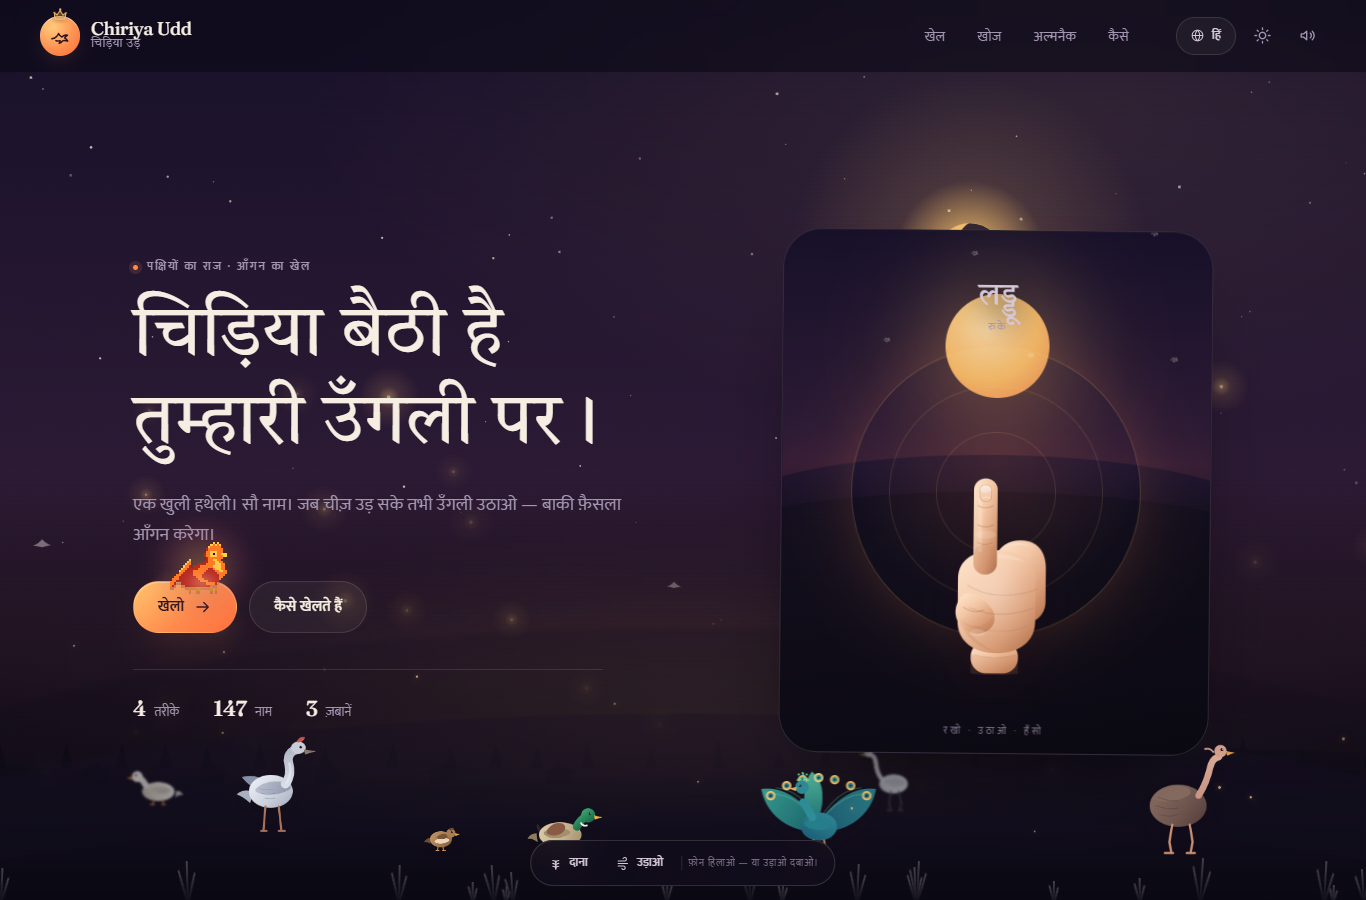 Chiriya Udd
चिड़िया उड़
खेल
खोज
अल्मनैक
कैसे
हिं
पक्षियों का राज · आँगन का खेल
चिड़िया बैठी है
तुम्हारी उँगली पर।
एक खुली हथेली। सौ नाम। जब चीज़ उड़ सके तभी उँगली उठाओ — बाकी फ़ैसला
आँगन करेगा।
खेलो →
कैसे खेलते हैं
4 तरीके
147 नाम
3 ज़बानें
लड्डू
रुके
रखो · उठाओ · हँसो
दाना
उड़ाओ
फ़ोन हिलाओ — या उड़ाओ दबाओ।